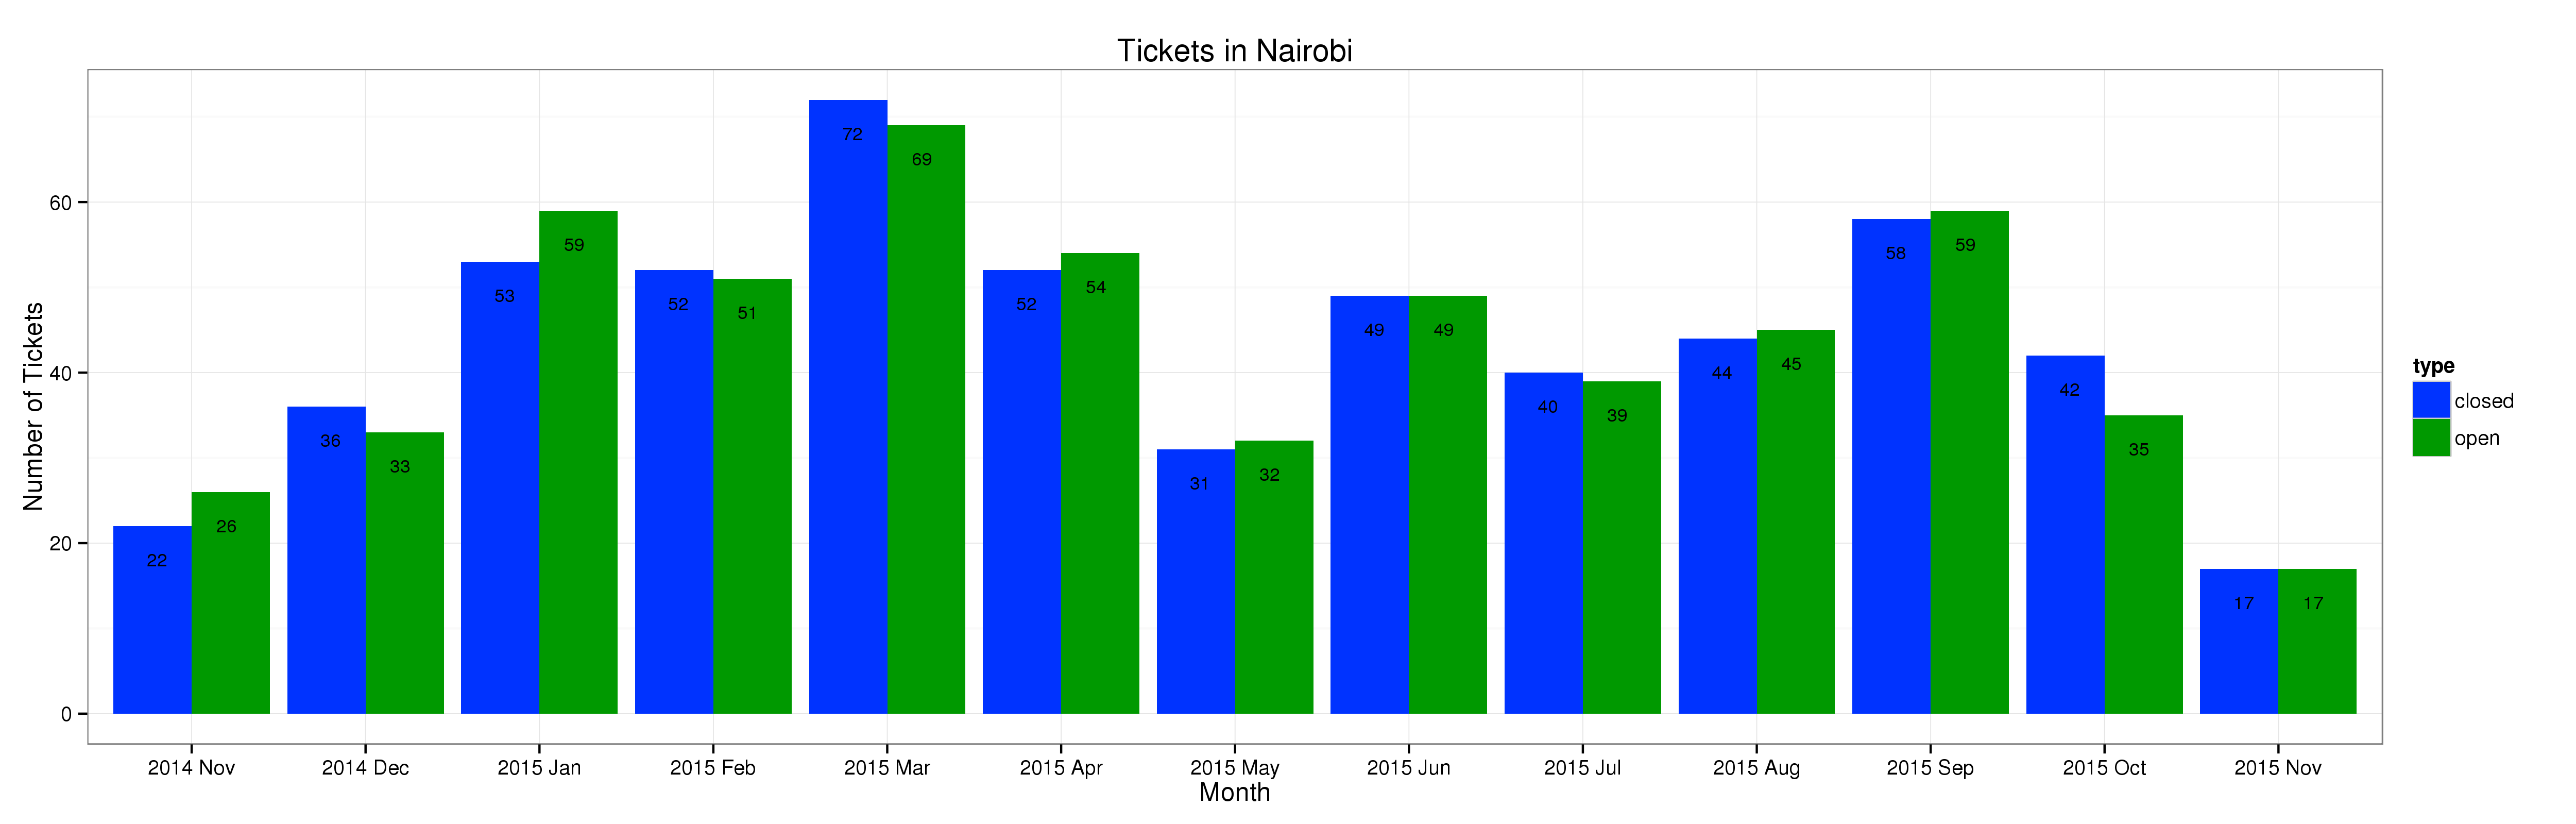 Tickets in Nairobi
Number of Tickets
60
40
20
0
22
26
36
33
53
59
52
51
72
69
52
54
31
32
49
49
40
39
44
45
58
59
42
35
17
17
2014 Nov
2014 Dec
2015 Jan
2015 Feb
2015 Mar
2015 Apr
2015 May
2015 Jun
2015 Jul
2015 Aug
2015 Sep
2015 Oct
2015 Nov
Month
type
closed
open